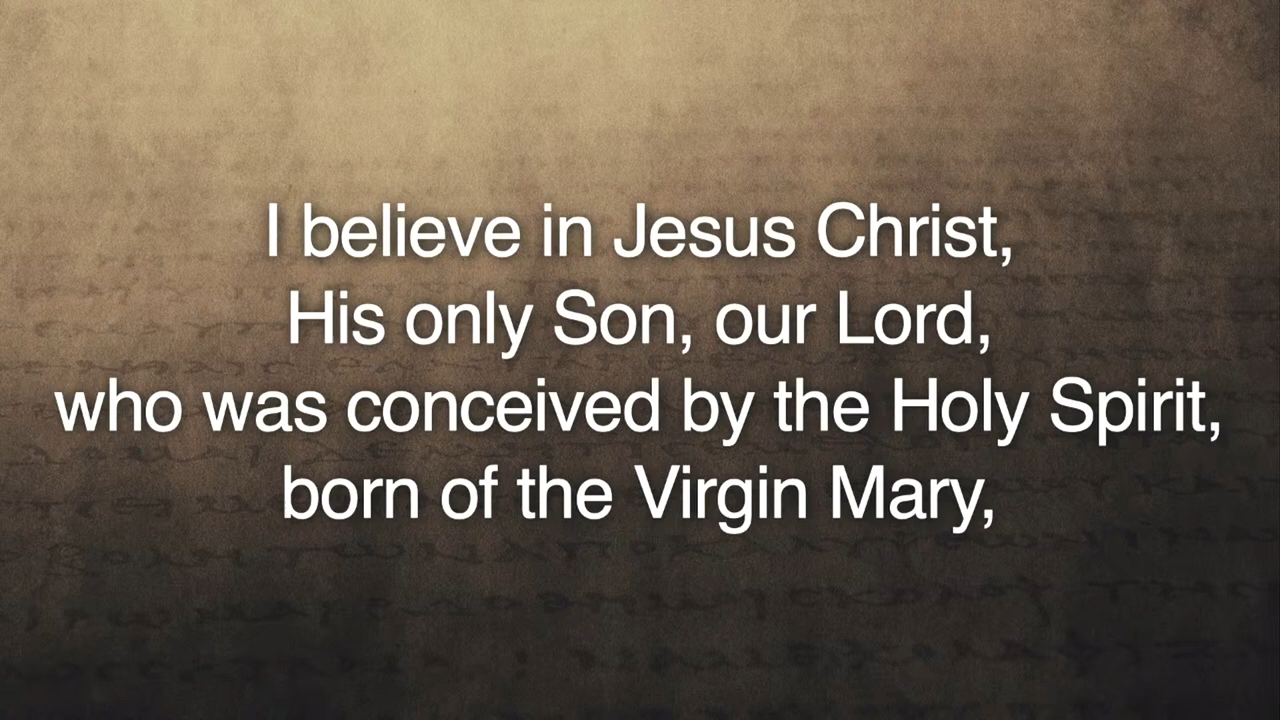 I believe in Jesus Christ,
His only Son, our Lord,
who was conceived by the Holy Spirit,
born of the Virgin Mary,